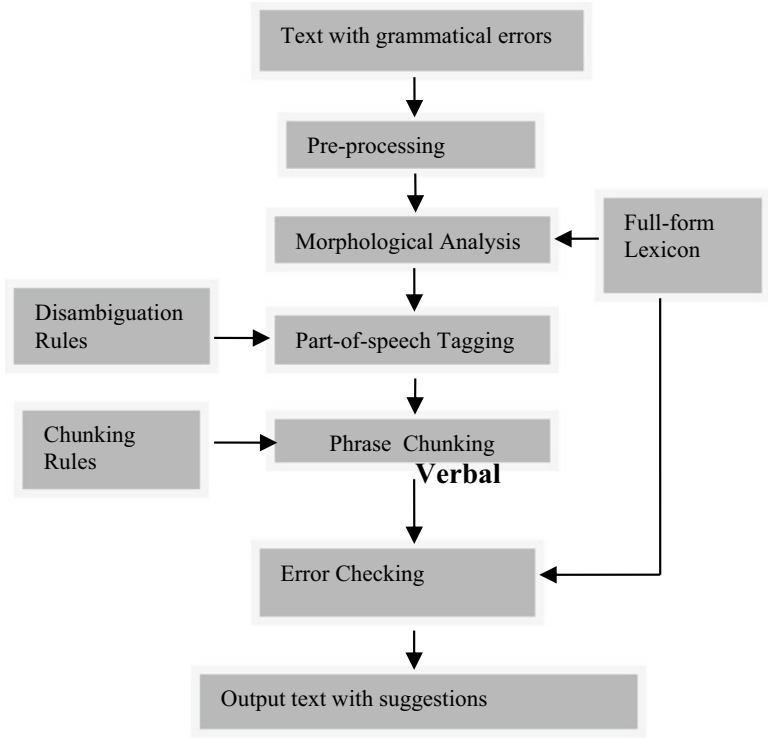 Text with grammatical errors
Pre-processing
Morphological Analysis
Full-form
Lexicon
Disambiguation
Rules
Part-of-speech Tagging
Chunking
Rules
Phrase Chunking
Verbal
Error Checking
Output text with suggestions